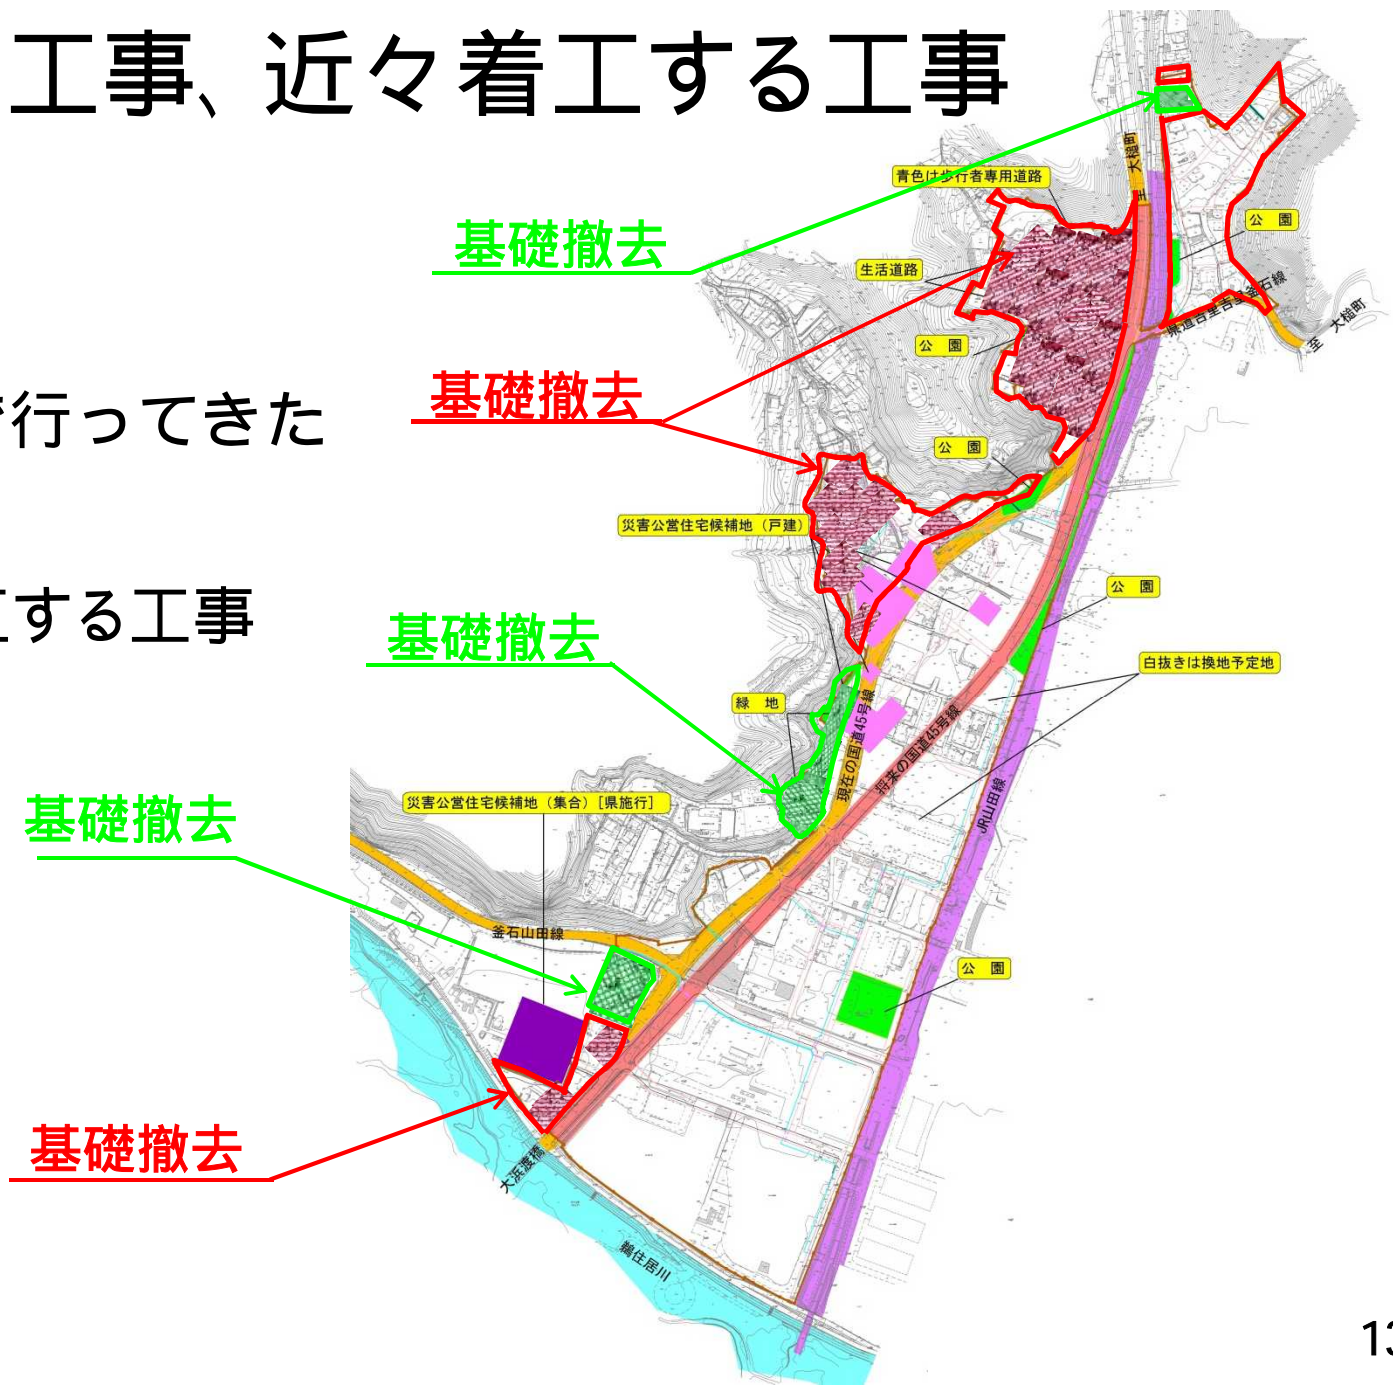 工事、近々着工する工事
至 大槌町
青色は歩行者専用道路
公 園
基礎撤去
生活道路
県道吉里吉里釜石線
至 大槌町
公 園
基礎撤去
行ってきた
公 園
災害公営住宅候補地（戸建）
公 園
する工事
基礎撤去
白抜きは換地予定地
緑 地
現在の国道45号線
将来の国道45号線
JR山田線
災害公営住宅候補地（集合）［県施行］
基礎撤去
釜石山田線
公 園
基礎撤去
大浜渡橋
鵜住居川
13